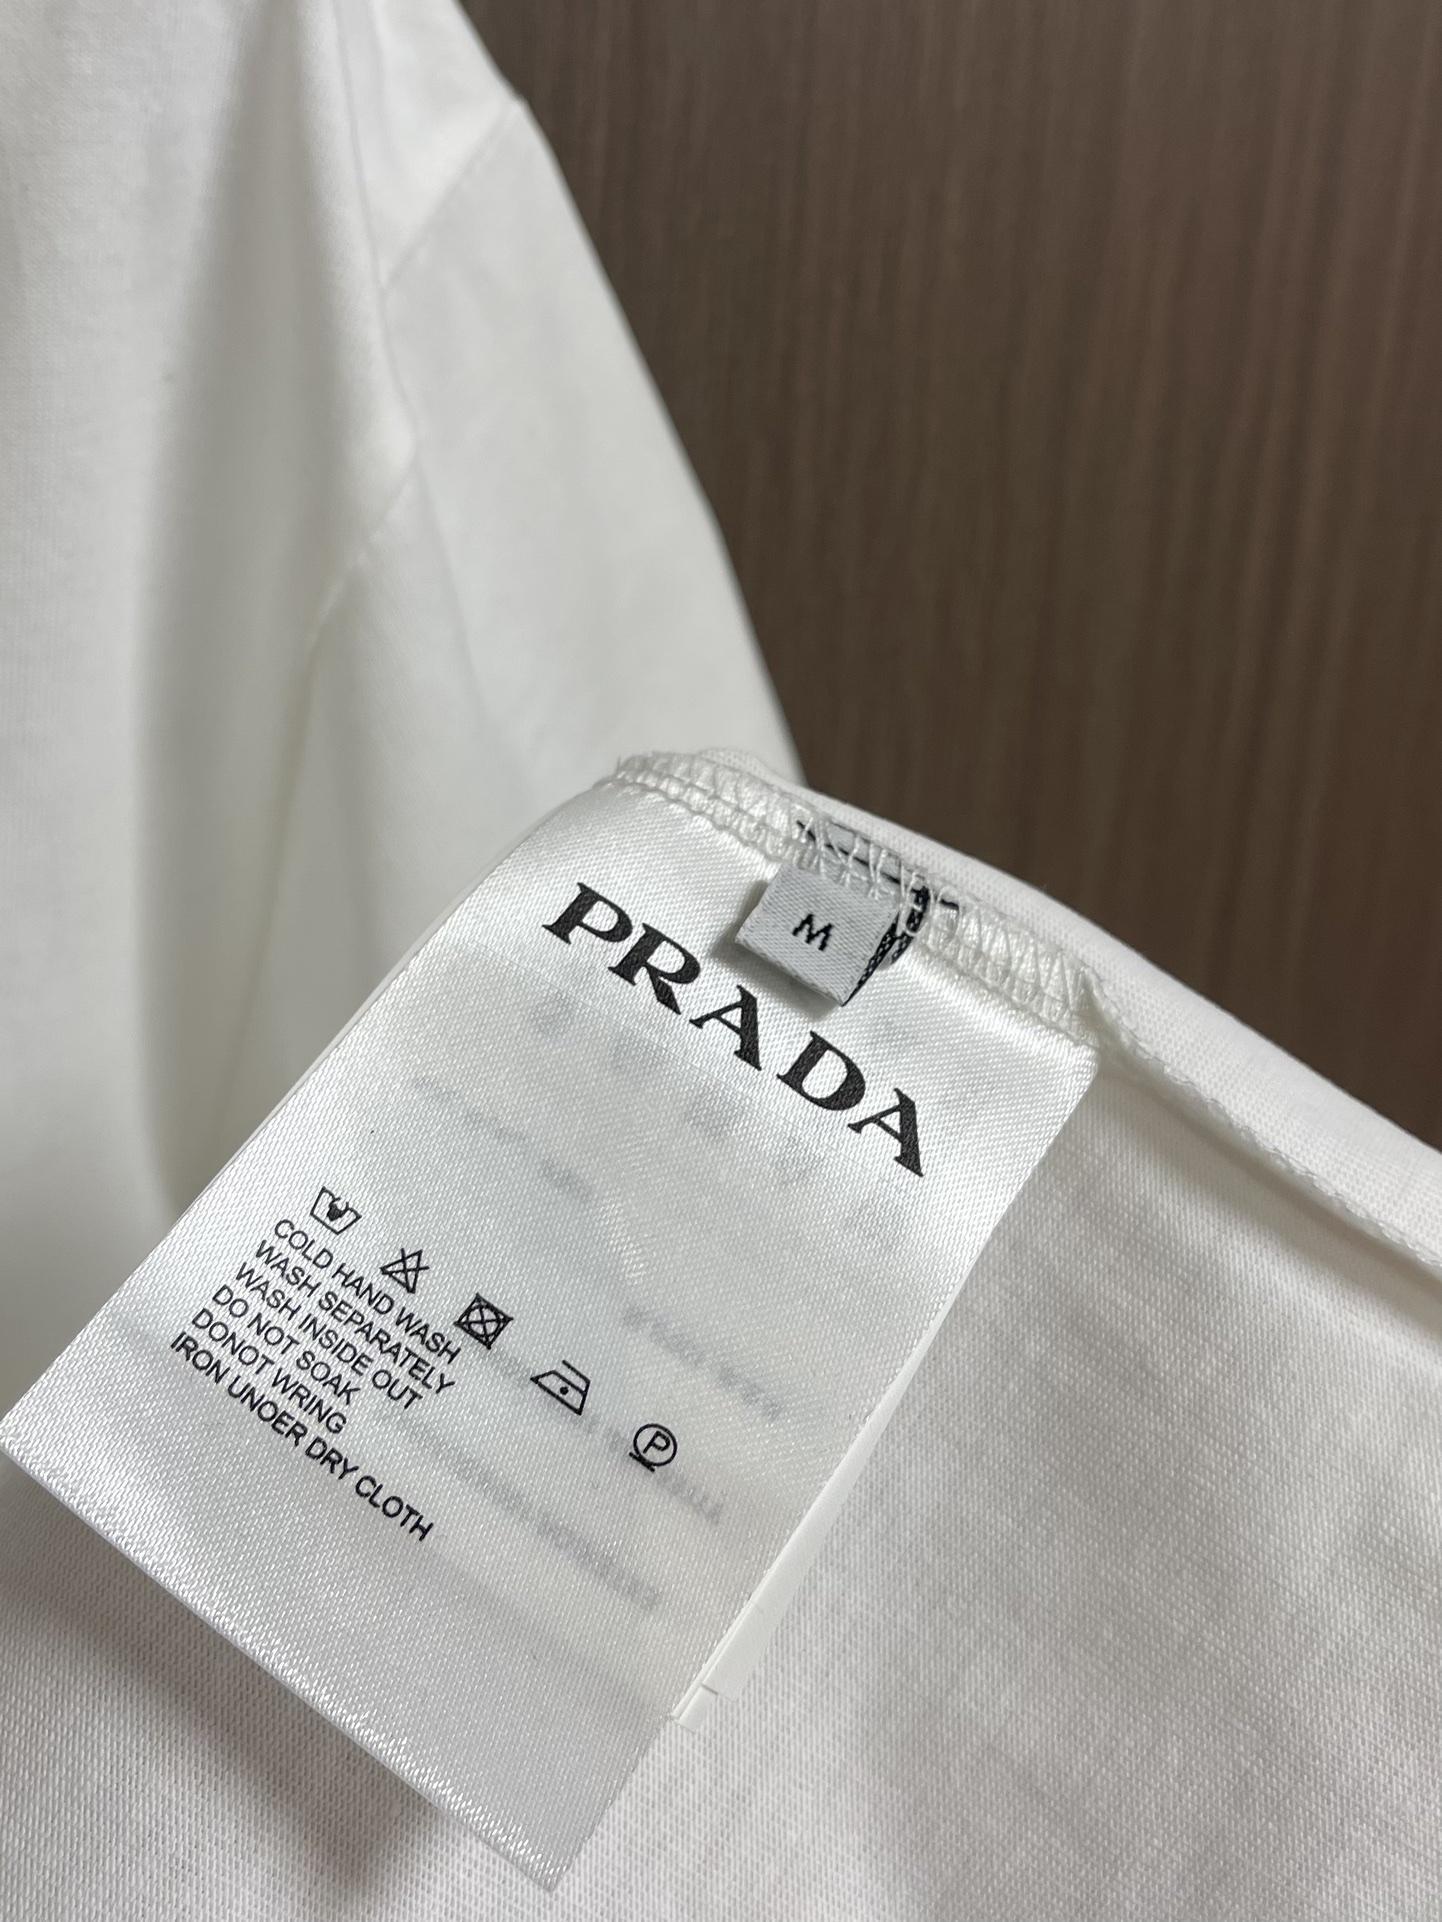 M
PRADA
COLD HAND WASH
WASH SEPARATELY
WASH INSIDE OUT
DO NOT SOAK
DONOT WRING
IRON UNOER DRY CLOTH
P